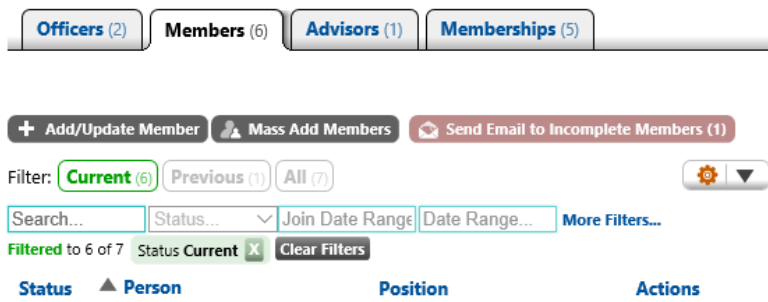 Officers (2) Members (6) Advisors (1) Memberships (5)
+ Add/Update Member Mass Add Members Send Email to Incomplete Members (1)
Filter: Current (6) Previous (1) All (7)
Search... Status... Join Date Range Date Range... More Filters...
Filtered to 6 of 7 Status Current X Clear Filters
Status Person Position Actions